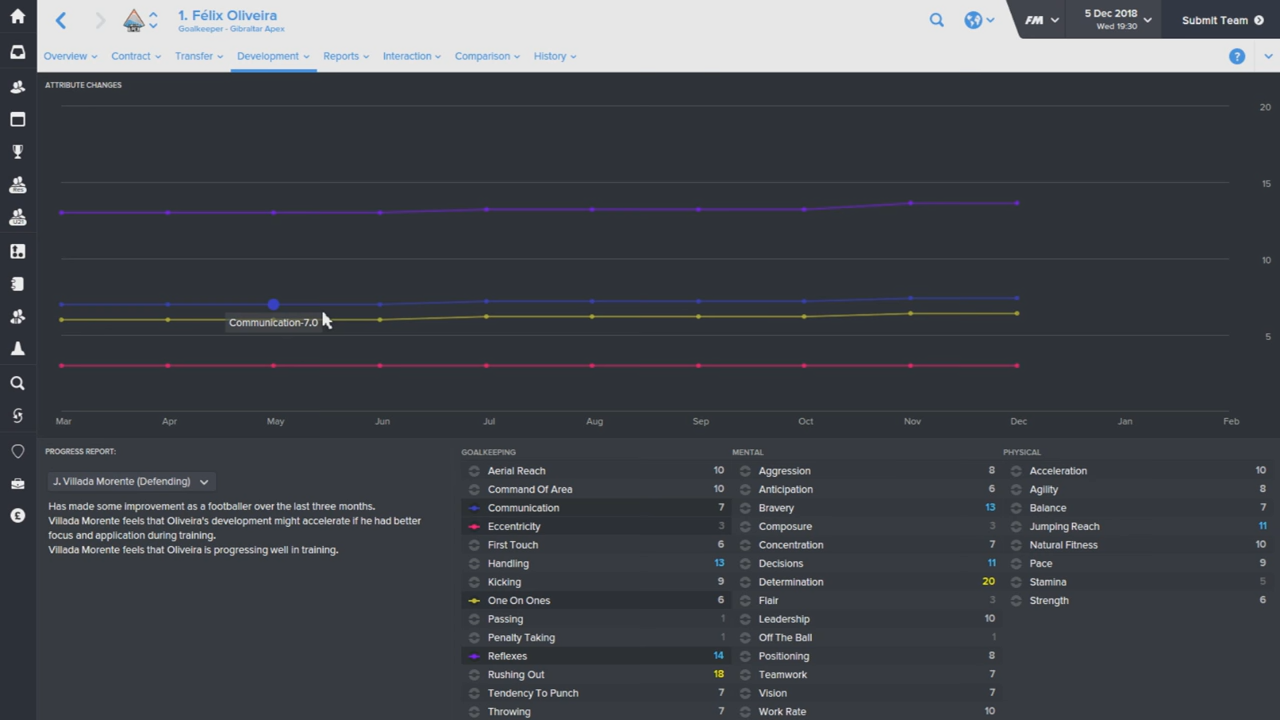 1. Félix Oliveira
Goalkeeper - Gibraltar Apex
FM
5 Dec 2018
Wed 19:30
Submit Team
Overview
Contract
Transfer
Development
Reports
Interaction
Comparison
History
?
ATTRIBUTE CHANGES
20
15
10
5
Communication-7.0
Mar Apr May Jun Jul Aug Sep Oct Nov Dec Jan Feb
PROGRESS REPORT:
J. Villada Morente (Defending)
Has made some improvement as a footballer over the last three months.
Villada Morente feels that Oliveira's development might accelerate if he had better
focus and application during training.
Villada Morente feels that Oliveira is progressing well in training.
GOALKEEPING
Aerial Reach 10
Command Of Area 10
Communication 7
Eccentricity 3
First Touch 6
Handling 13
Kicking 9
One On Ones 6
Passing 1
Penalty Taking 1
Reflexes 14
Rushing Out 18
Tendency To Punch 7
Throwing 7
MENTAL
Aggression 8
Anticipation 6
Bravery 13
Composure 3
Concentration 7
Decisions 11
Determination 20
Flair 3
Leadership 10
Off The Ball 1
Positioning 8
Teamwork 7
Vision 7
Work Rate 10
PHYSICAL
Acceleration 10
Agility 8
Balance 7
Jumping Reach 11
Natural Fitness 10
Pace 9
Stamina 5
Strength 6